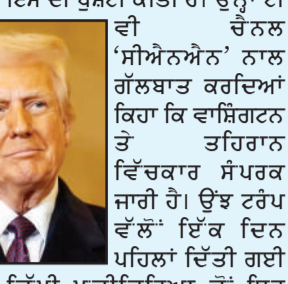 ਵੀ ਚੈਨਲ
‘ਸੀਐਨਐਨ’ ਨਾਲ
ਗੱਲਬਾਤ ਕਰਦਿਆਂ
ਕਿਹਾ ਕਿ ਵਾਸ਼ਿੰਗਟਨ
ਤੇ ਤਹਿਰਾਨ
ਵਿੱਚਕਾਰ ਸੰਪਰਕ
ਜਾਰੀ ਹੈ। ਉਂਝ ਟਰੰਪ
ਵੱਲੋਂ ਇੱਕ ਦਿਨ
ਪਹਿਲਾਂ ਦਿੱਤੀ ਗਈ